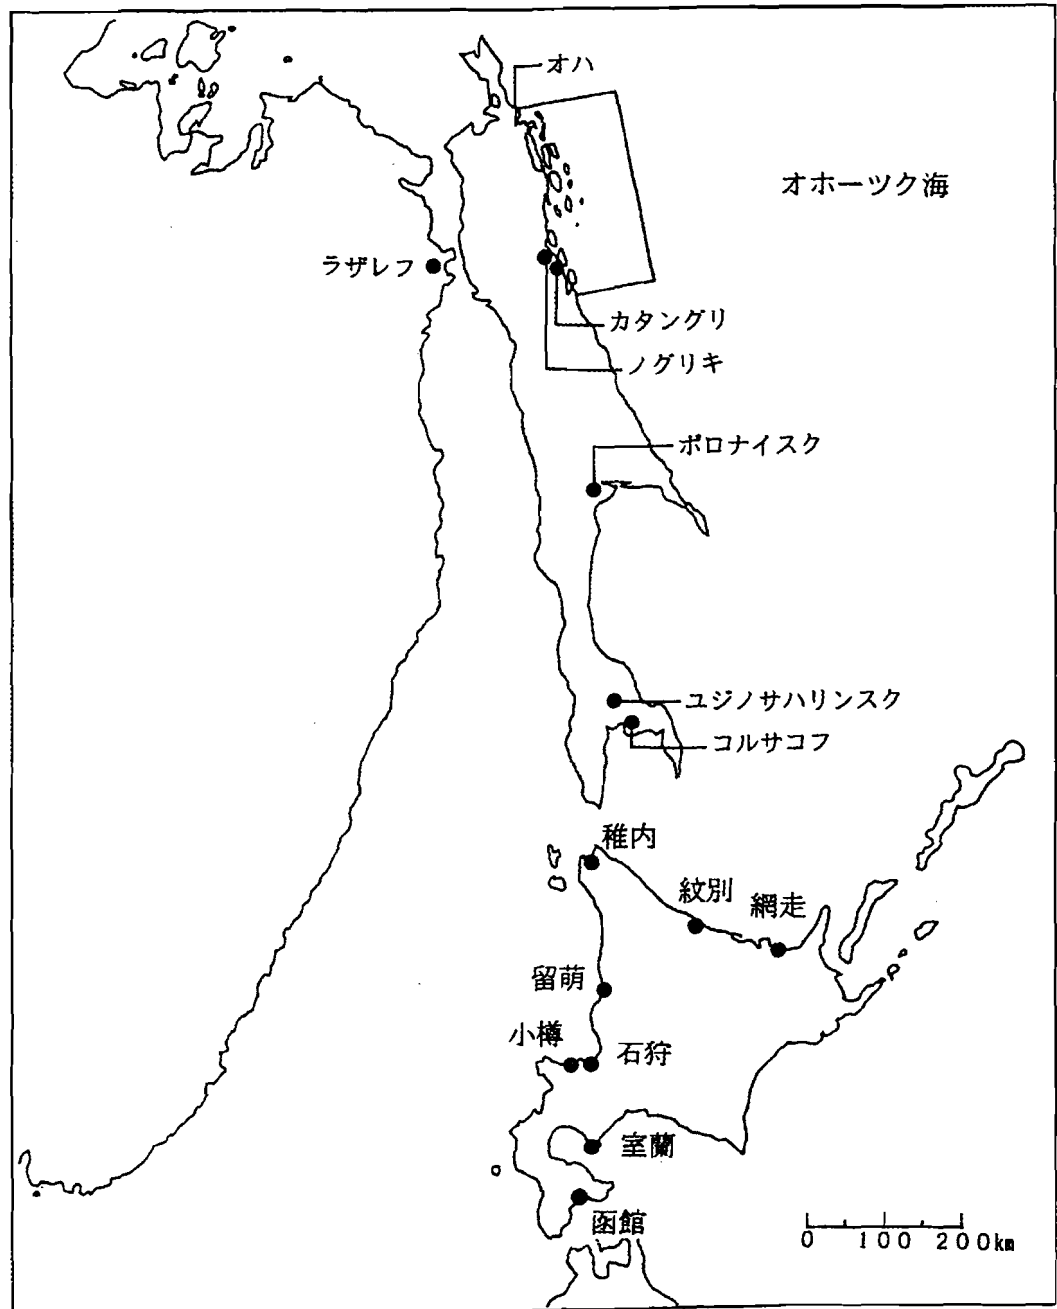 オハ
オホーツク海
ラザレフ
カタングリ
ノグリキ
ポロナイスク
ユジノサハリンスク
コルサコフ
稚内
紋別
網走
留萌
小樽
石狩
室蘭
函館
0 100 200km